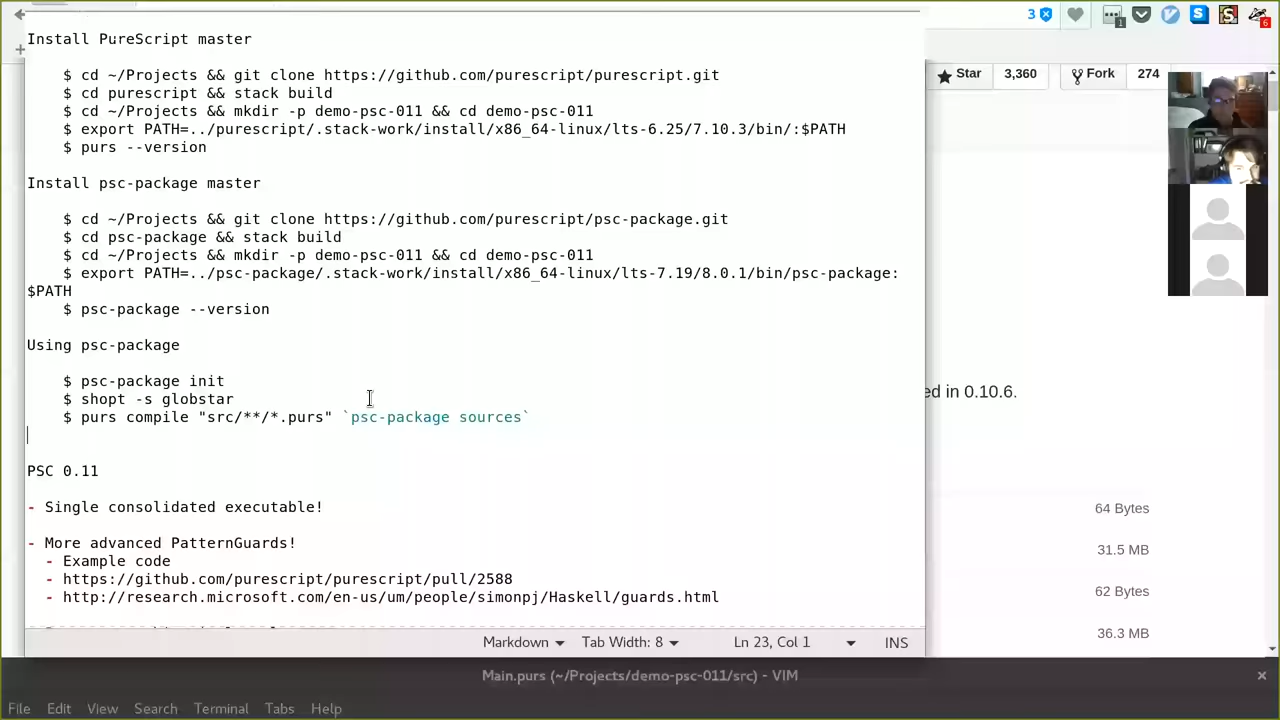 3
1
6
Install PureScript master
Star 3,360 Fork 274
$ cd ~/Projects && git clone https://github.com/purescript/purescript.git
$ cd purescript && stack build
$ cd ~/Projects && mkdir -p demo-psc-011 && cd demo-psc-011
$ export PATH=../purescript/.stack-work/install/x86_64-linux/lts-6.25/7.10.3/bin/:$PATH
$ purs --version
Install psc-package master
$ cd ~/Projects && git clone https://github.com/purescript/psc-package.git
$ cd psc-package && stack build
$ cd ~/Projects && mkdir -p demo-psc-011 && cd demo-psc-011
$ export PATH=../psc-package/.stack-work/install/x86_64-linux/lts-7.19/8.0.1/bin/psc-package:
$PATH
$ psc-package --version
Using psc-package
$ psc-package init
$ shopt -s globstar
$ purs compile "src/**/*.purs" `psc-package sources`
ed in 0.10.6.
PSC 0.11
- Single consolidated executable!
- More advanced PatternGuards!
- Example code
- https://github.com/purescript/purescript/pull/2588
- http://research.microsoft.com/en-us/um/people/simonpj/Haskell/guards.html
64 Bytes
31.5 MB
62 Bytes
36.3 MB
Markdown Tab Width: 8 Ln 23, Col 1 INS
Main.purs (~/Projects/demo-psc-011/src) - VIM
File Edit View Search Terminal Tabs Help